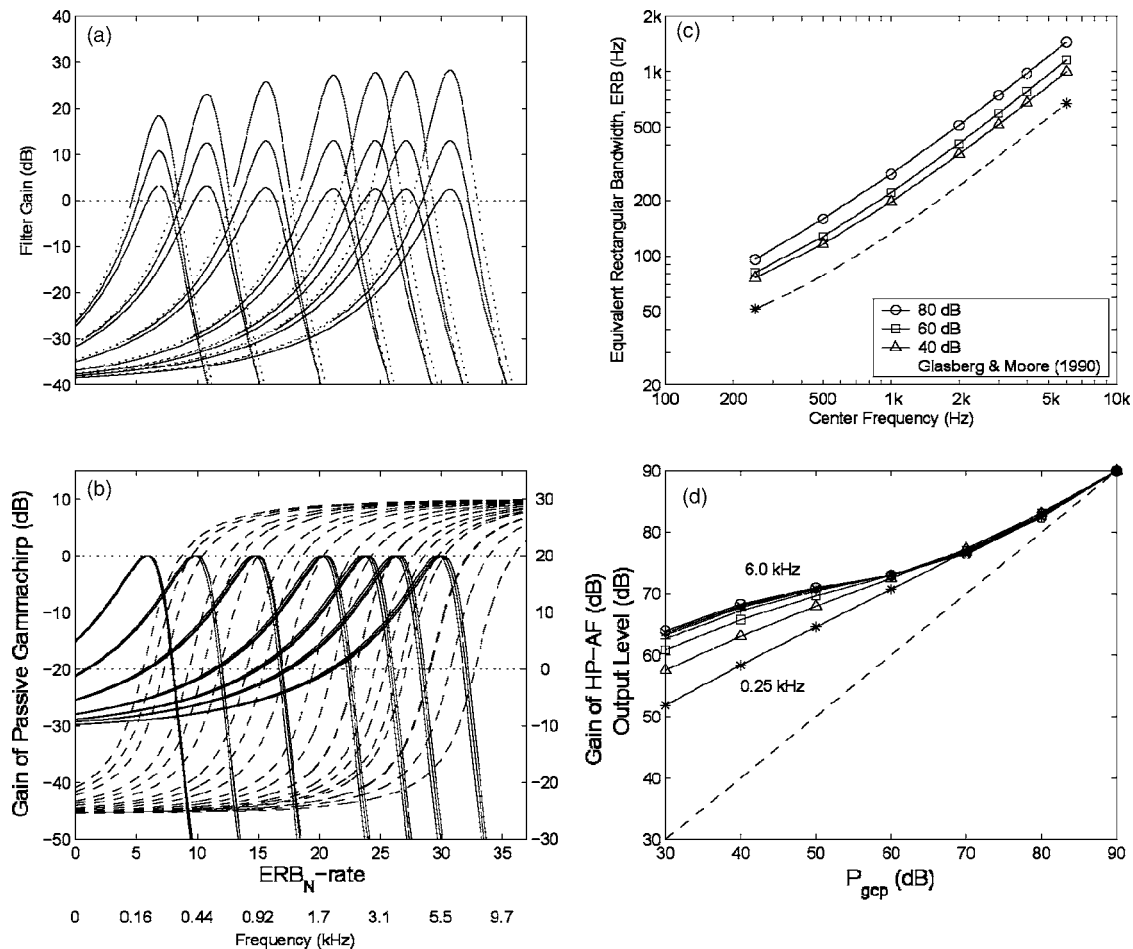 (a)
Filter Gain (dB)
40
30
20
10
0
−10
−20
−30
−40
(c)
Equivalent Rectangular Bandwidth, ERB (Hz)
2k
1k
500
200
100
50
20
80 dB
60 dB
40 dB
Glasberg & Moore (1990)
100
200
500
1k
2k
5k
10k
Center Frequency (Hz)
(b)
Gain of Passive Gammachirp (dB)
10
0
−10
−20
−30
−40
−50
30
20
10
0
−10
−20
−30
Gain of HP−AF (dB)
0
5
10
15
20
25
30
35
ERB_N−rate
0
0.16
0.44
0.92
1.7
3.1
5.5
9.7
Frequency (kHz)
(d)
Output Level (dB)
90
80
70
60
50
40
30
6.0 kHz
0.25 kHz
30
40
50
60
70
80
90
P_gcp (dB)